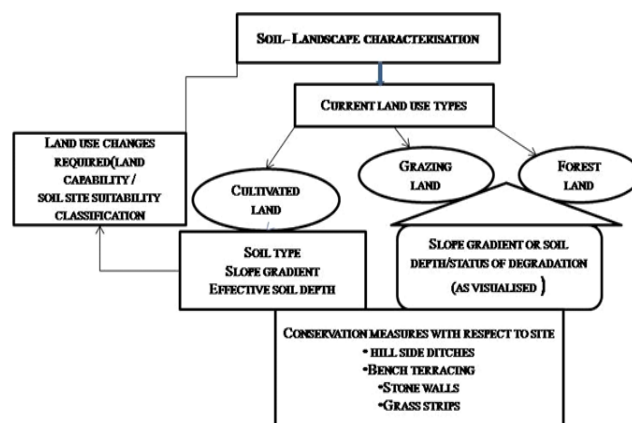 SOIL-LANDSCAPE CHARACTERISATION
CURRENT LAND USE TYPES
LAND USE CHANGES
REQUIRED(LAND
CAPABILITY /
SOIL SITE SUITABILITY
CLASSIFICATION
CULTIVATED
LAND
GRAZING
LAND
FOREST
LAND
SOIL TYPE
SLOPE GRADIENT
EFFECTIVE SOIL DEPTH
SLOPE GRADIENT OR SOIL
DEPTH/STATUS OF DEGRADATION
(AS VISUALISED )
CONSERVATION MEASURES WITH RESPECT TO SITE
•HILL SIDE DITCHES
•BENCH TERRACING
•STONE WALLS
•GRASS STRIPS